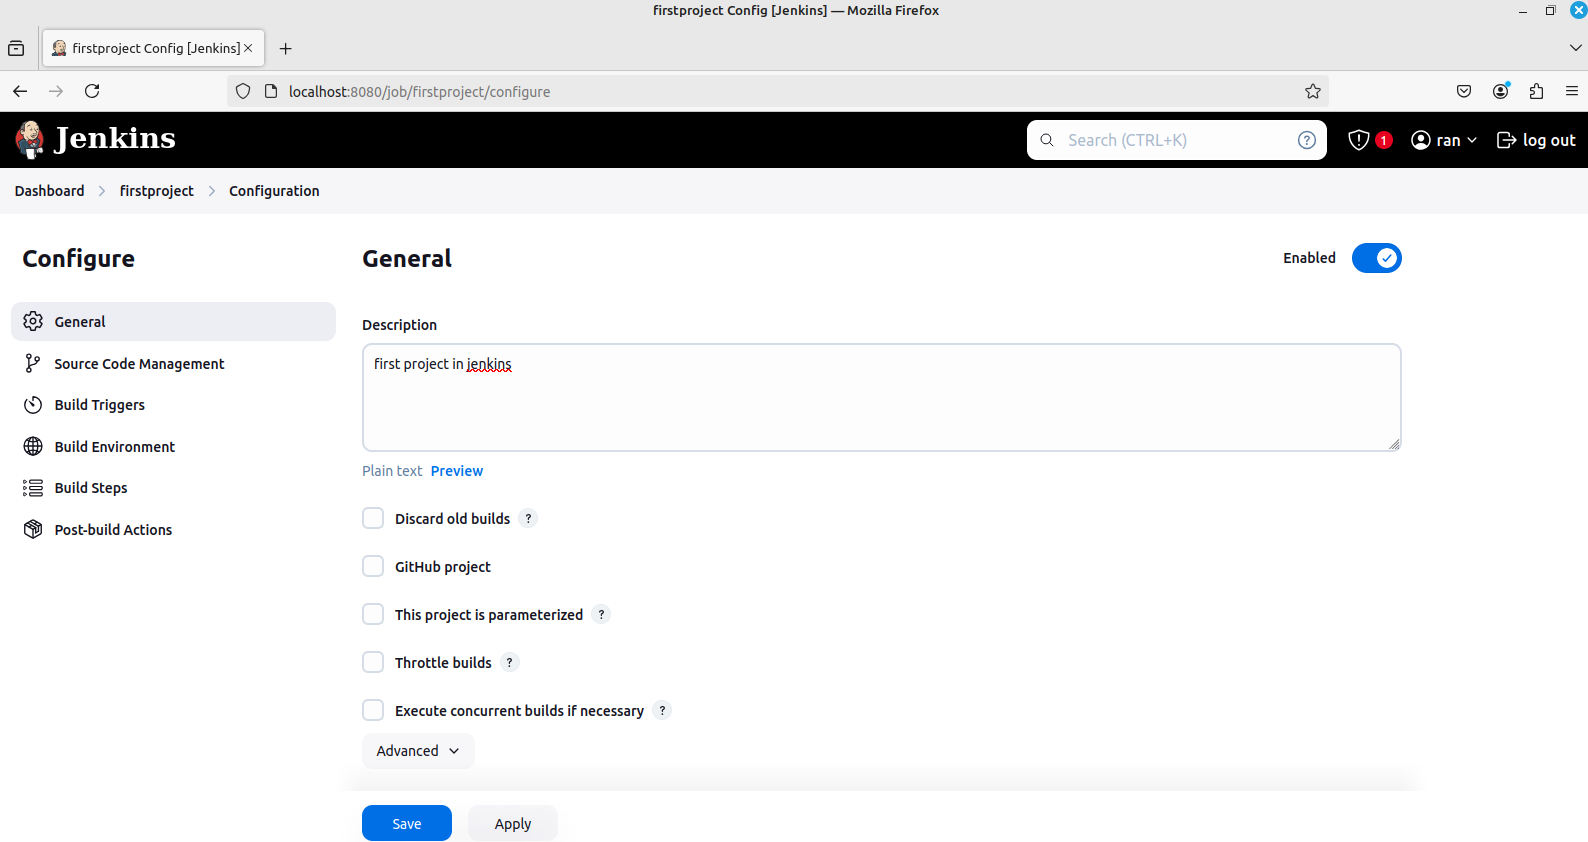 firstproject Config [Jenkins] — Mozilla Firefox
firstproject Config [Jenkins]
localhost:8080/job/firstproject/configure
Jenkins
Search (CTRL+K)
?
1
ran
log out
Dashboard
firstproject
Configuration
Configure
General
Enabled
General
Source Code Management
Build Triggers
Build Environment
Build Steps
Post-build Actions
Description
first project in jenkins
Plain text Preview
Discard old builds ?
GitHub project
This project is parameterized ?
Throttle builds ?
Execute concurrent builds if necessary ?
Advanced
Save
Apply